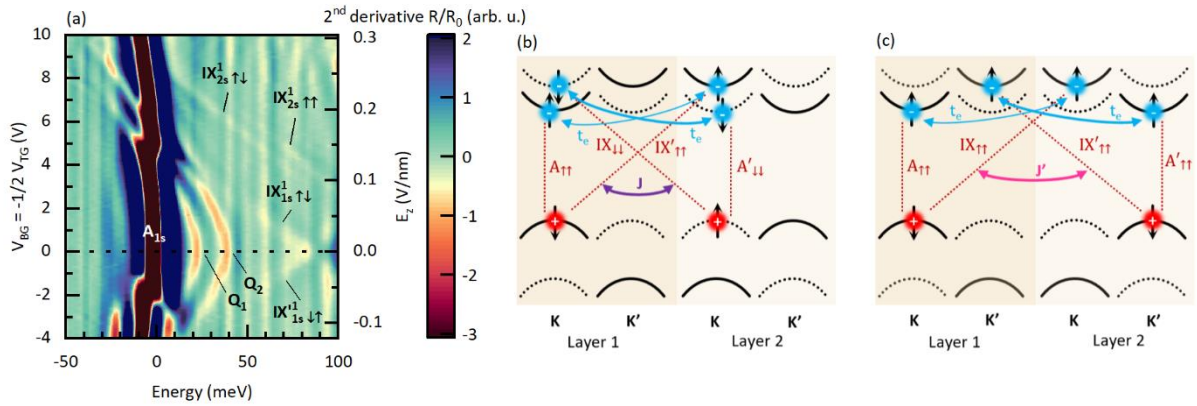 2nd derivative R/R0 (arb. u.)
(a)
VBG = -1/2 VTG (V)
10
8
6
4
2
0
-2
-4
-50
0
50
100
Energy (meV)
IX¹2s↑↓
IX¹2s↑↑
IX¹1s↑↓
A1s
Q1
Q2
IX'¹1s↓↑
0.3
0.2
0.1
0.0
-0.1
Ez (V/nm)
2
1
0
-1
-2
-3
(b)
- -
- -
te te
IX↓↓ IX'↑↑
A↑↑ A'↓↓
J
+ +
K K' K K'
Layer 1 Layer 2
(c)
- -
- -
te te
IX↑↑ IX'↑↑
A↑↑ A'↑↑
J'
+ +
K K' K K'
Layer 1 Layer 2